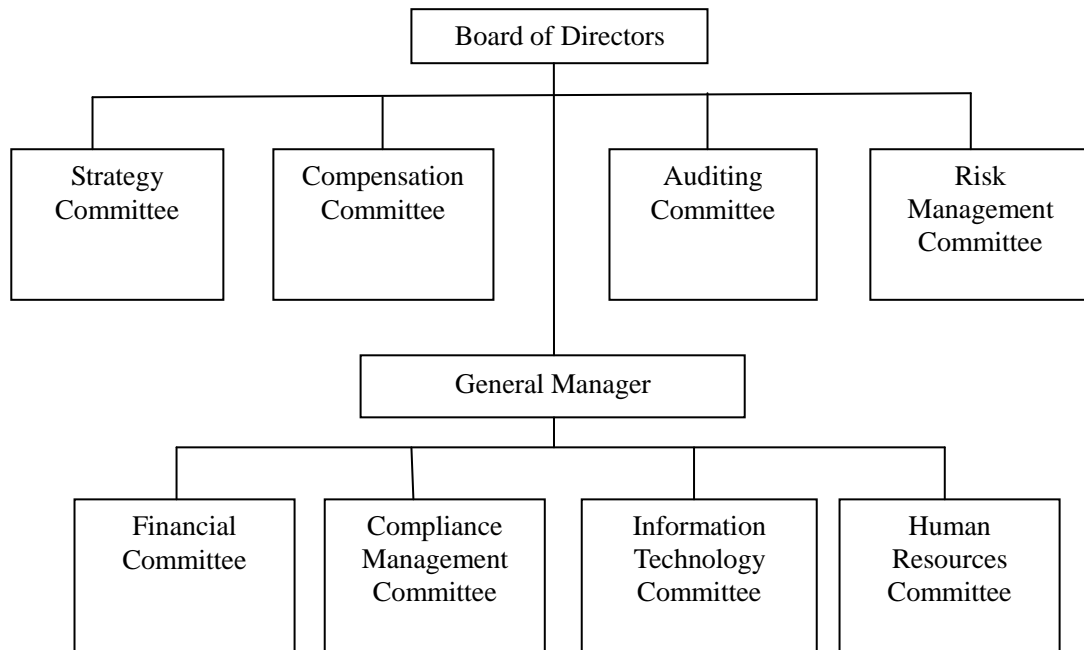 Board of Directors
Strategy
Committee
Compensation
Committee
Auditing
Committee
Risk
Management
Committee
General Manager
Financial
Committee
Compliance
Management
Committee
Information
Technology
Committee
Human
Resources
Committee